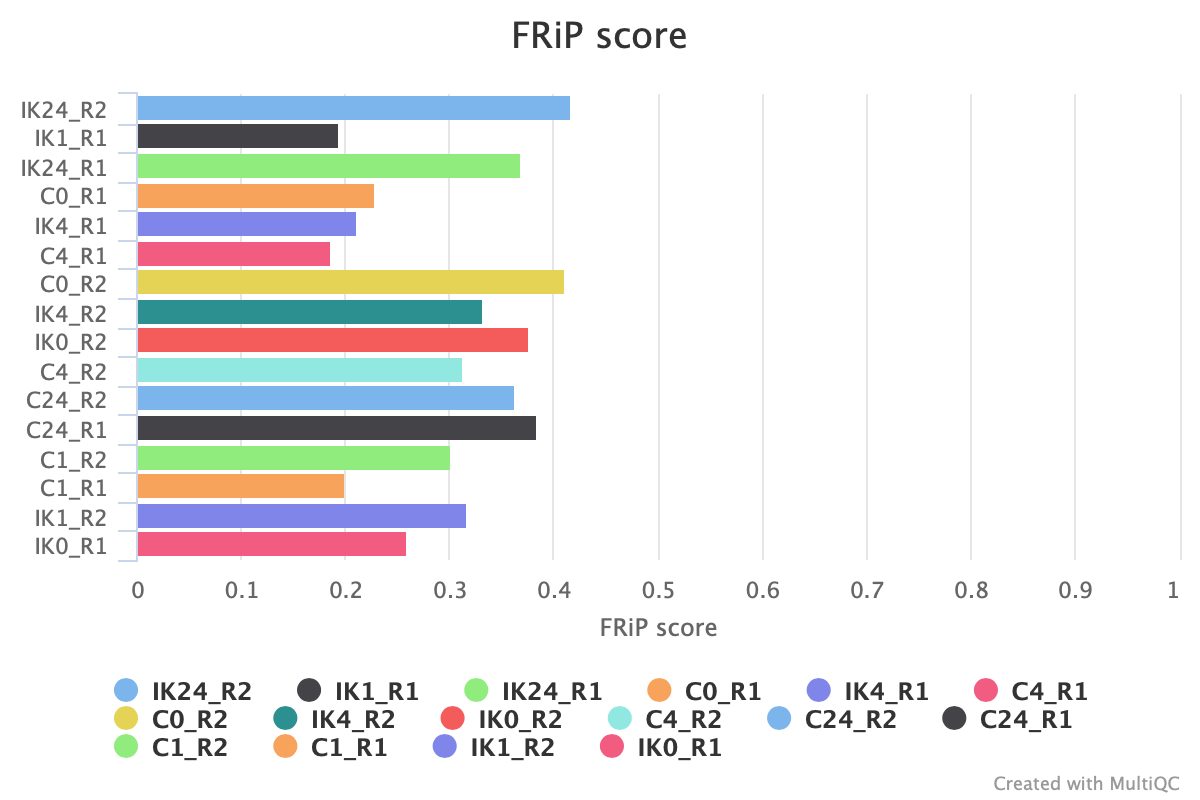 FRiP score
IK24_R2
IK1_R1
IK24_R1
C0_R1
IK4_R1
C4_R1
C0_R2
IK4_R2
IK0_R2
C4_R2
C24_R2
C24_R1
C1_R2
C1_R1
IK1_R2
IK0_R1
0 0.1 0.2 0.3 0.4 0.5 0.6 0.7 0.8 0.9 1
FRiP score
IK24_R2 IK1_R1 IK24_R1 C0_R1 IK4_R1 C4_R1
C0_R2 IK4_R2 IK0_R2 C4_R2 C24_R2 C24_R1
C1_R2 C1_R1 IK1_R2 IK0_R1
Created with MultiQC